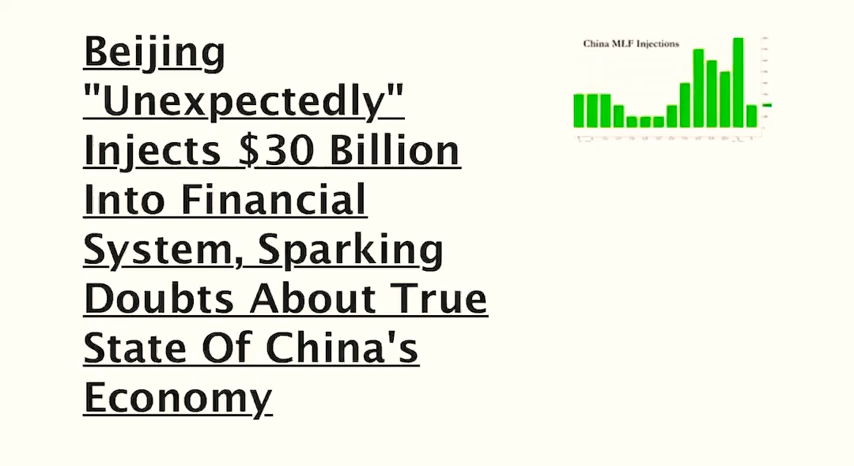 Beijing
"Unexpectedly"
Injects $30 Billion
Into Financial
System, Sparking
Doubts About True
State Of China's
Economy
China MLF Injections